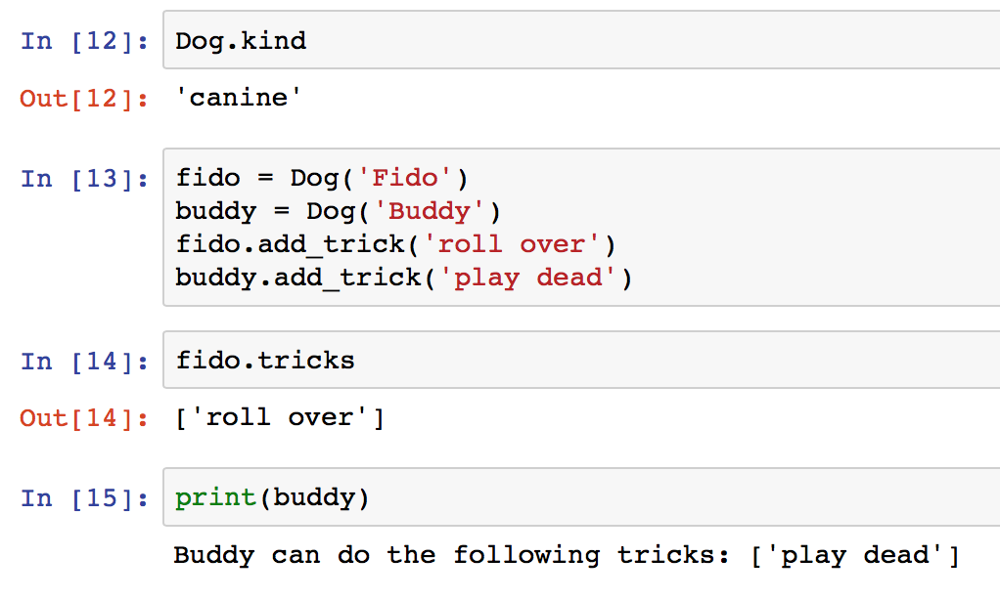 In [12]: Dog.kind
Out[12]: 'canine'
In [13]: fido = Dog('Fido')
buddy = Dog('Buddy')
fido.add_trick('roll over')
buddy.add_trick('play dead')
In [14]: fido.tricks
Out[14]: ['roll over']
In [15]: print(buddy)
Buddy can do the following tricks: ['play dead']